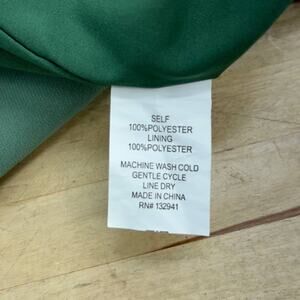 SELF
100%POLYESTER
LINING
100%POLYESTER
MACHINE WASH COLD
GENTLE CYCLE
LINE DRY
MADE IN CHINA
RN# 132941